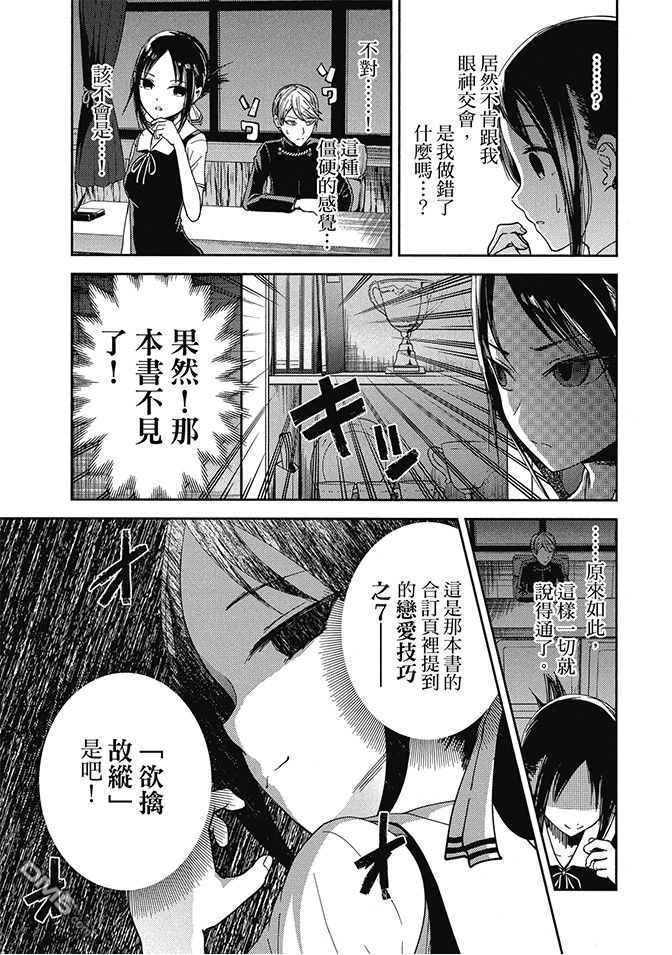 ………?
居然不肯跟我
眼神交會，
是我做錯了
什麼嗎…？
不對……！
這種
僵硬的感覺…
ソワ
ソワ
該不會是…！
果然！那
本書不見
了！
ギンッ
……原來如此，
這樣一切就
說得通了。
這是那本書的
合訂頁裡提到
的戀愛技巧
之7——
「欲擒
故縱」
是吧！
DM5.COM